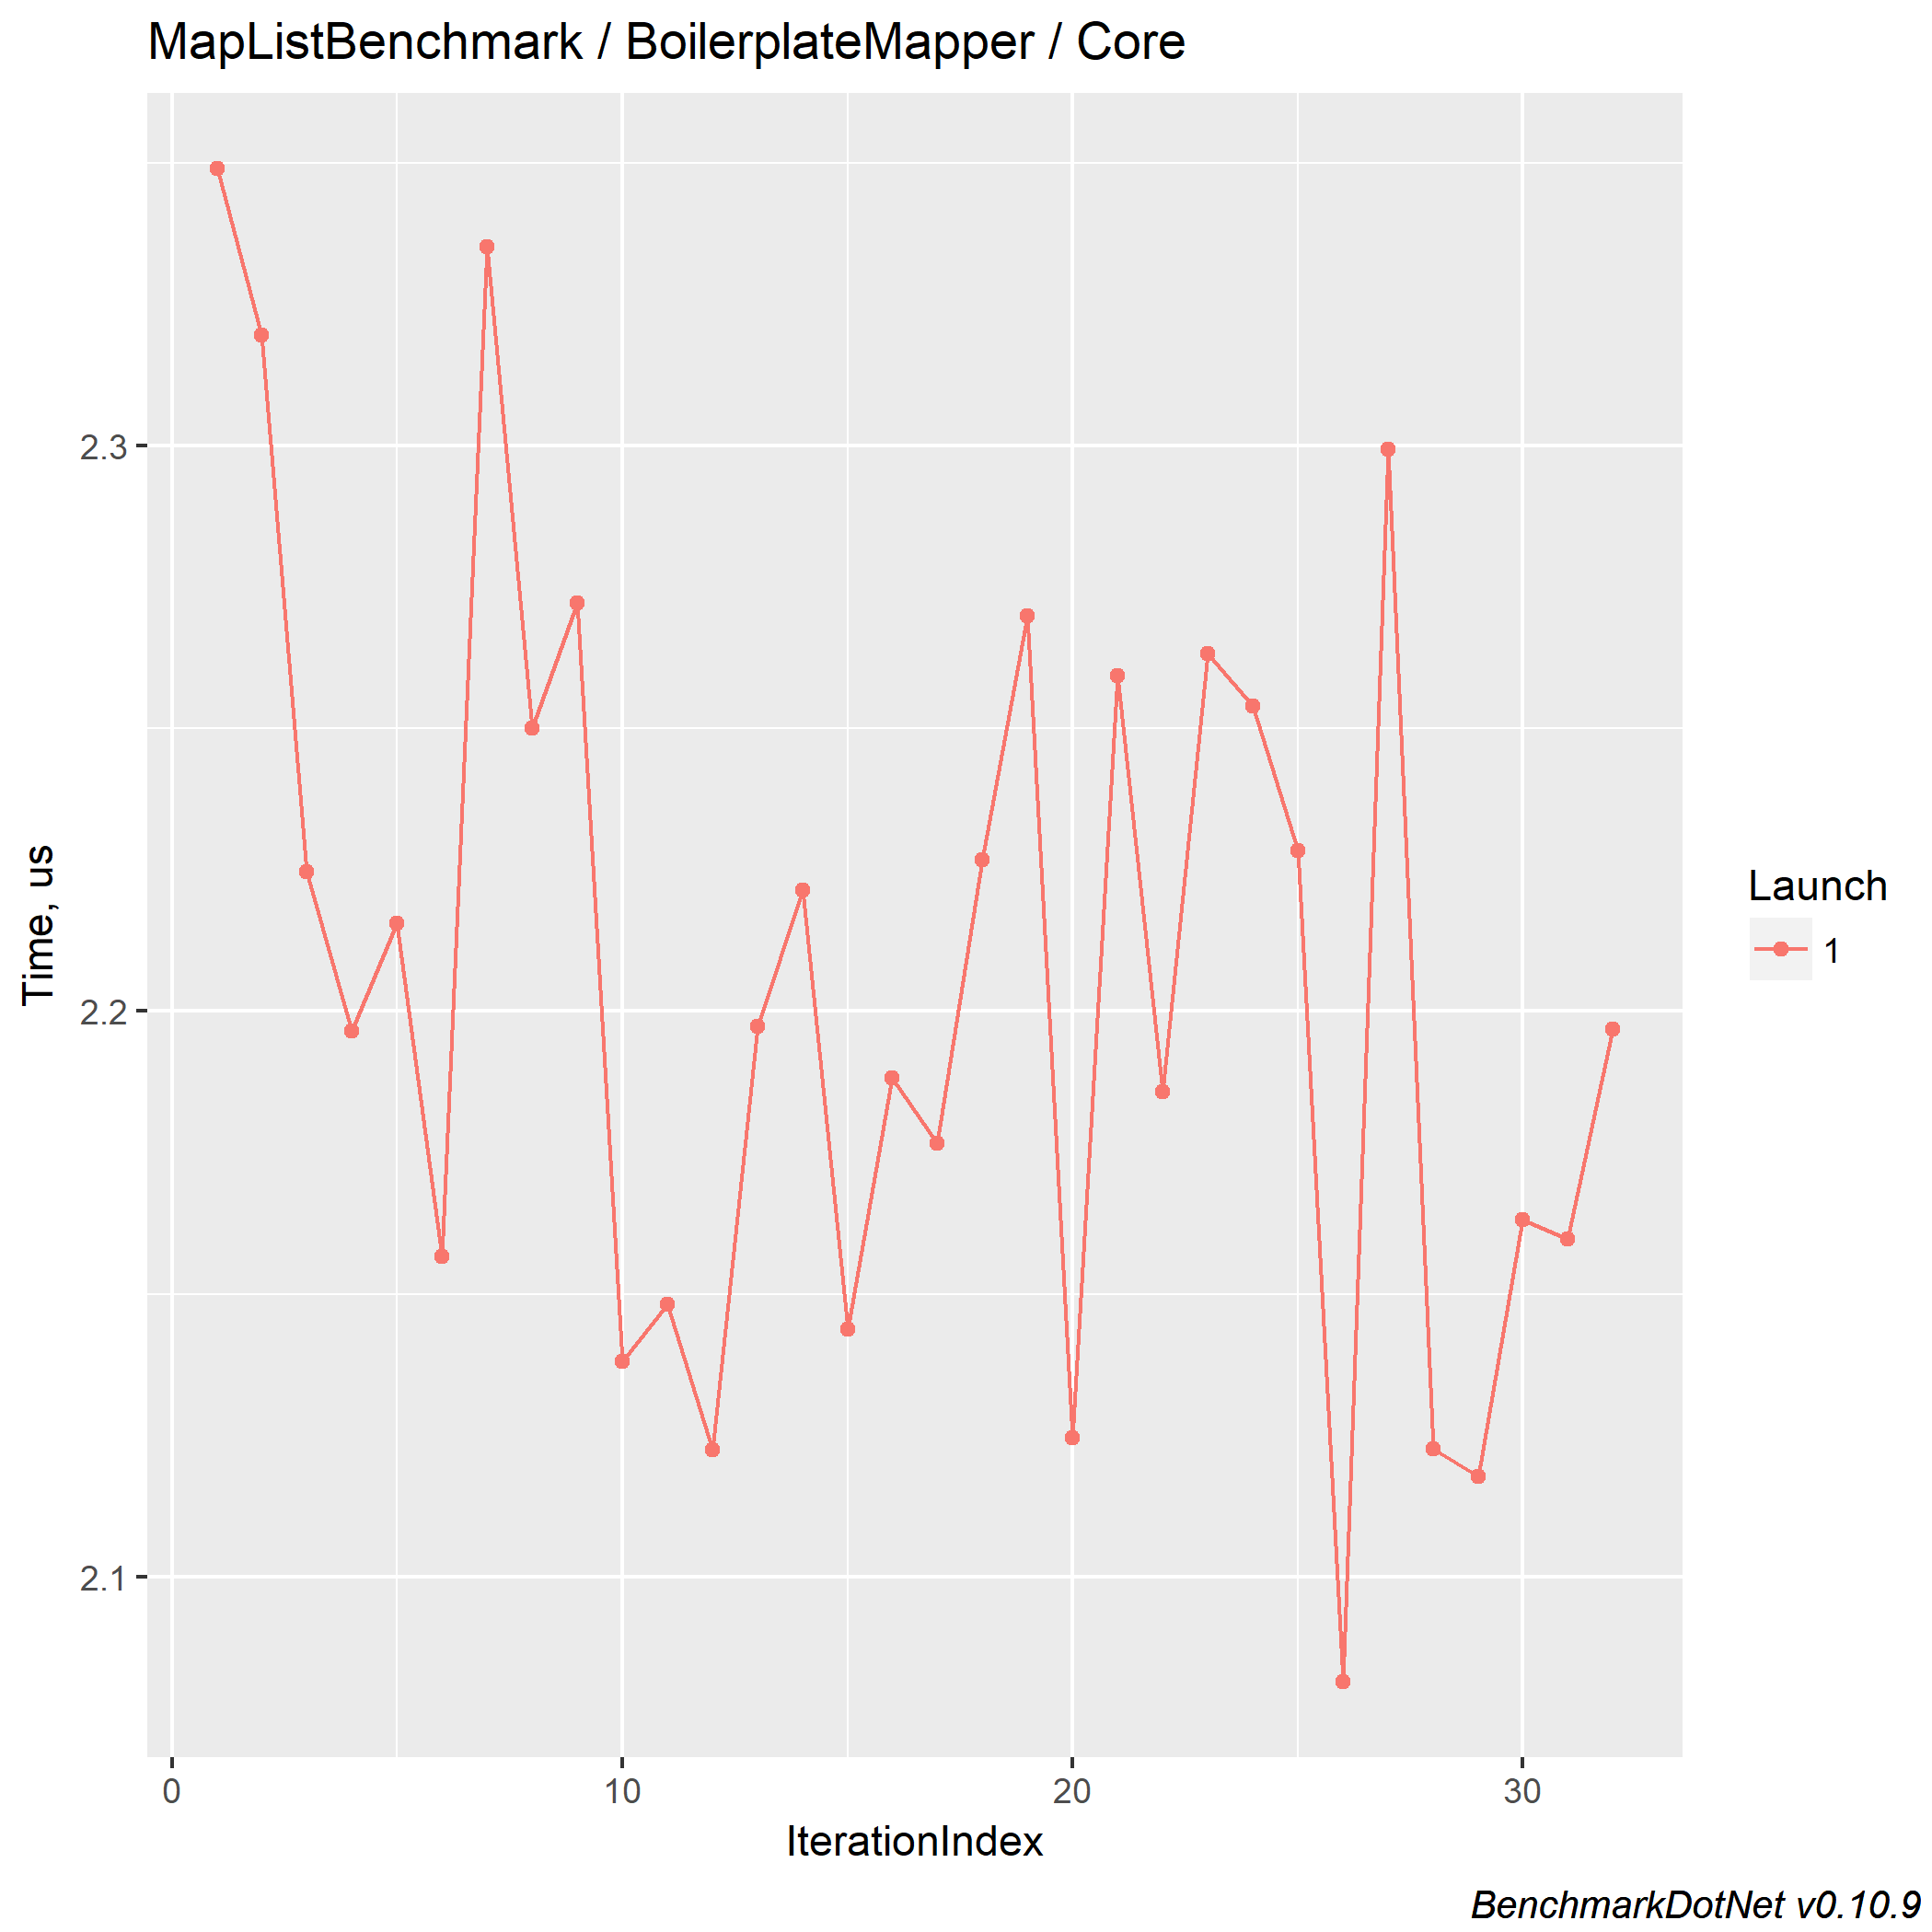 MapListBenchmark / BoilerplateMapper / Core
2.3
2.2
2.1
Time, us
0 10 20 30
IterationIndex
Launch
1
BenchmarkDotNet v0.10.9